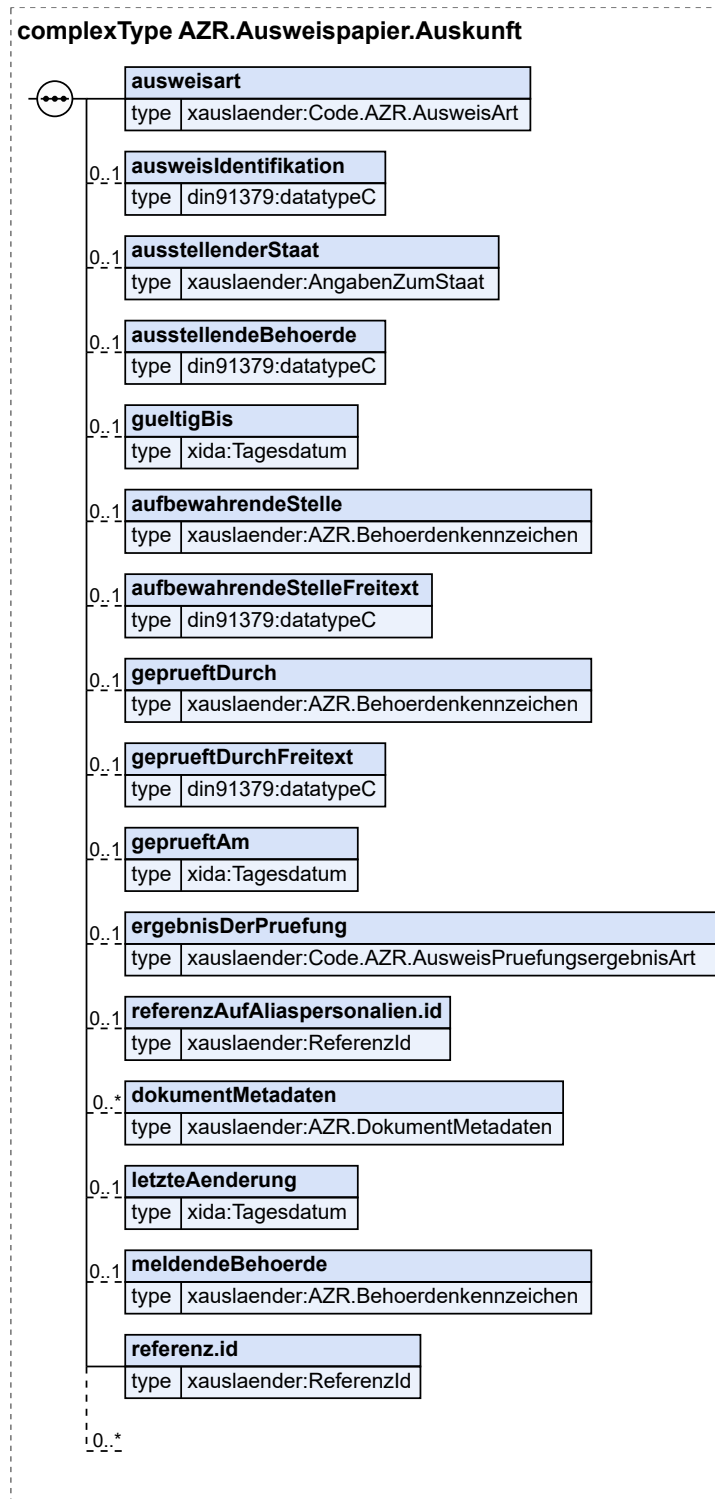 complexType AZR.Ausweispapier.Auskunft
ausweisart
type xauslaender:Code.AZR.AusweisArt
0..1 ausweisIdentifikation
type din91379:datatypeC
0..1 ausstellenderStaat
type xauslaender:AngabenZumStaat
0..1 ausstellendeBehoerde
type din91379:datatypeC
0..1 gueltigBis
type xida:Tagesdatum
0..1 aufbewahrendeStelle
type xauslaender:AZR.Behoerdenkennzeichen
0..1 aufbewahrendeStelleFreitext
type din91379:datatypeC
0..1 geprueftDurch
type xauslaender:AZR.Behoerdenkennzeichen
0..1 geprueftDurchFreitext
type din91379:datatypeC
0..1 geprueftAm
type xida:Tagesdatum
0..1 ergebnisDerPruefung
type xauslaender:Code.AZR.AusweisPruefungsergebnisArt
0..1 referenzAufAliaspersonalien.id
type xauslaender:ReferenzId
0..* dokumentMetadaten
type xauslaender:AZR.DokumentMetadaten
0..1 letzteAenderung
type xida:Tagesdatum
0..1 meldendeBehoerde
type xauslaender:AZR.Behoerdenkennzeichen
referenz.id
type xauslaender:ReferenzId
0..*